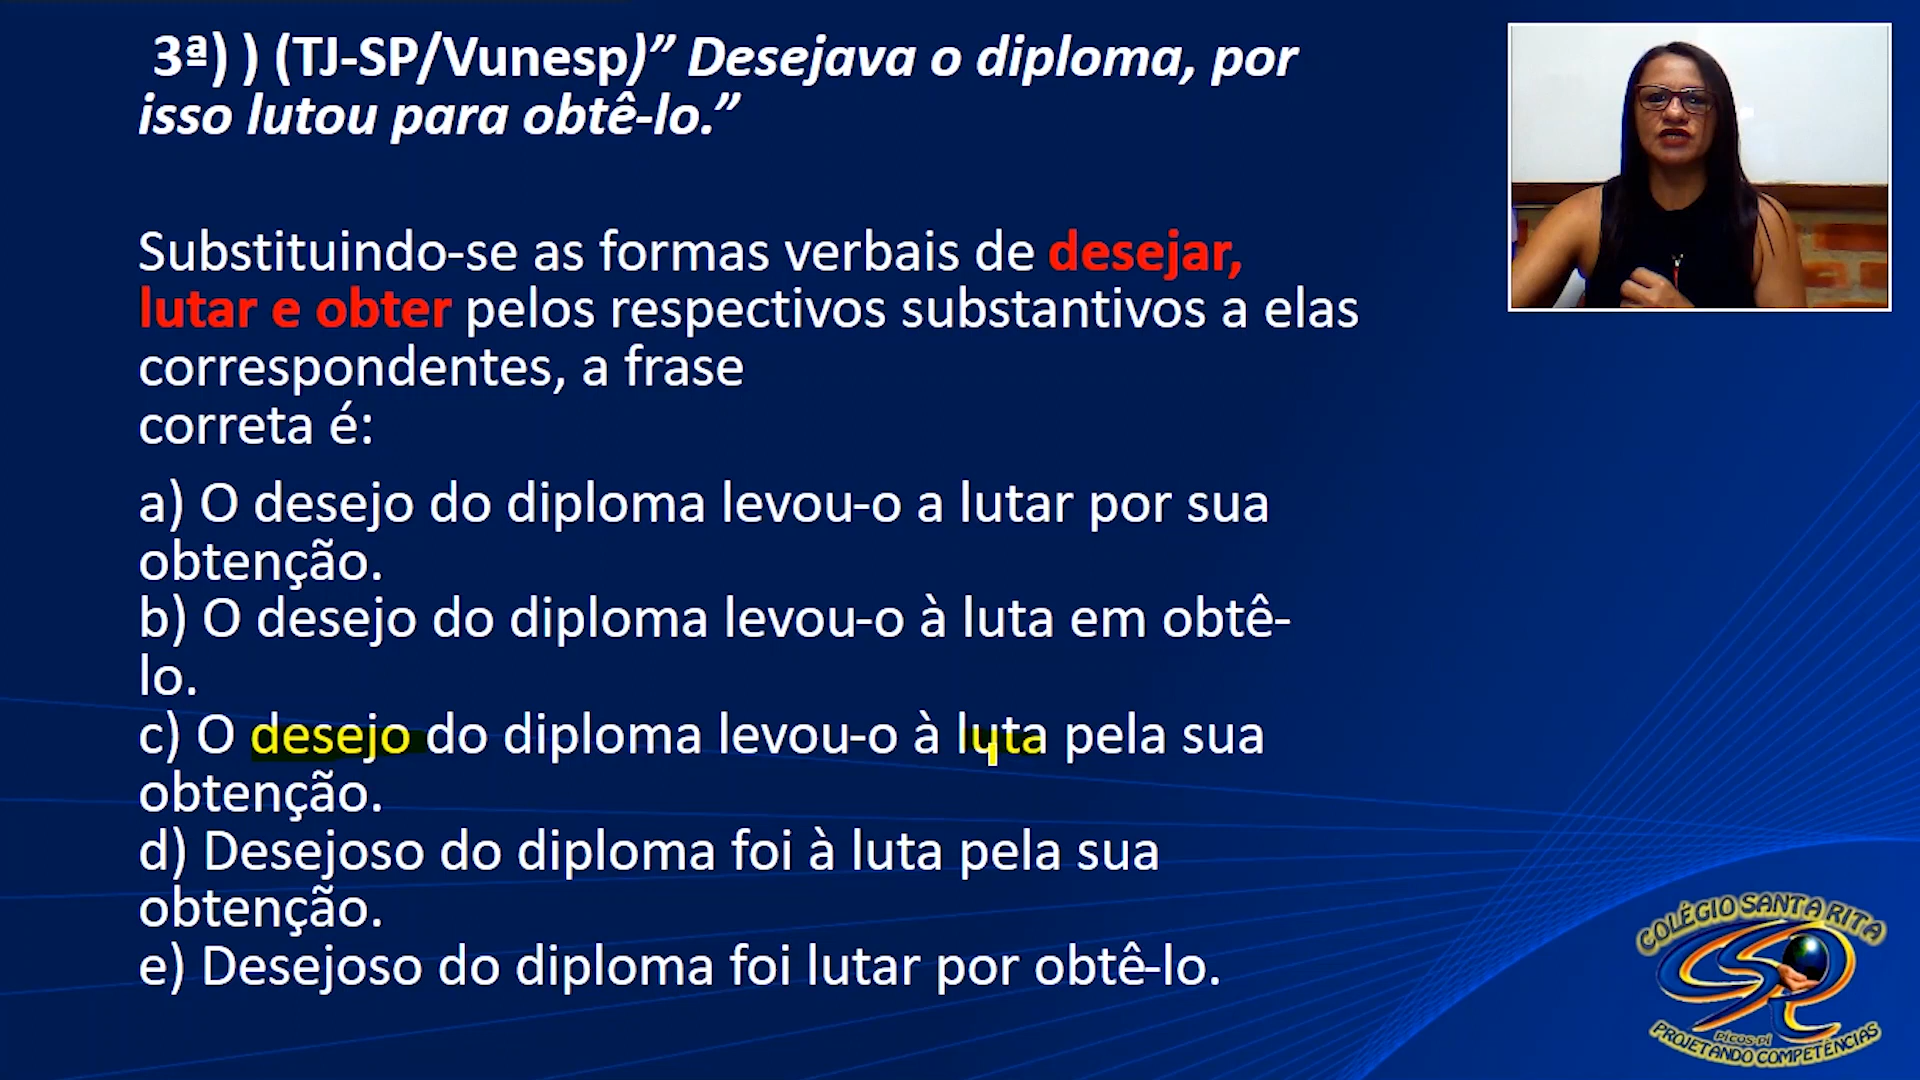 3ª) ) (TJ-SP/Vunesp)” Desejava o diploma, por
isso lutou para obtê-lo.”
Substituindo-se as formas verbais de desejar,
lutar e obter pelos respectivos substantivos a elas
correspondentes, a frase
correta é:
a) O desejo do diploma levou-o a lutar por sua
obtenção.
b) O desejo do diploma levou-o à luta em obtê-
lo.
c) O desejo do diploma levou-o à luta pela sua
obtenção.
d) Desejoso do diploma foi à luta pela sua
obtenção.
e) Desejoso do diploma foi lutar por obtê-lo.
COLÉGIO SANTA RITA
PICOS-PI
PROJETANDO COMPETÊNCIAS